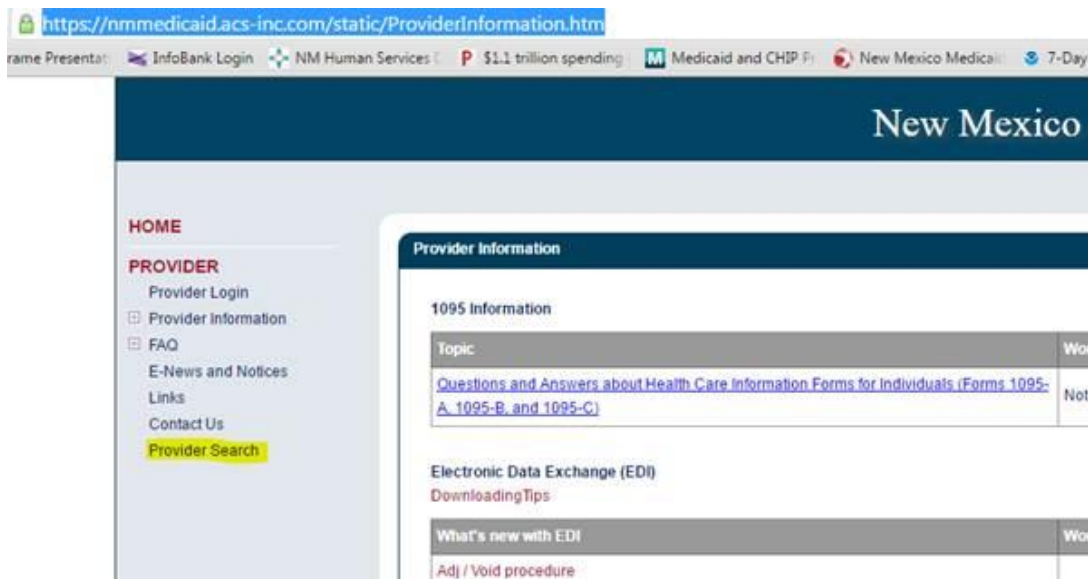 https://nmmedicaid.acs-inc.com/static/ProviderInformation.htm
rame Presentat InfoBank Login NM Human Services P $1.1 trillion spending M Medicaid and CHIP Pr New Mexico Medicaid 7-Day
New Mexico
HOME
PROVIDER
Provider Login
Provider Information
FAQ
E-News and Notices
Links
Contact Us
Provider Search
Provider Information
1095 Information
Topic Wo
Questions and Answers about Health Care Information Forms for Individuals (Forms 1095-
A, 1095-B, and 1095-C) Not
Electronic Data Exchange (EDI)
DownloadingTips
What's new with EDI Wo
Adj / Void procedure